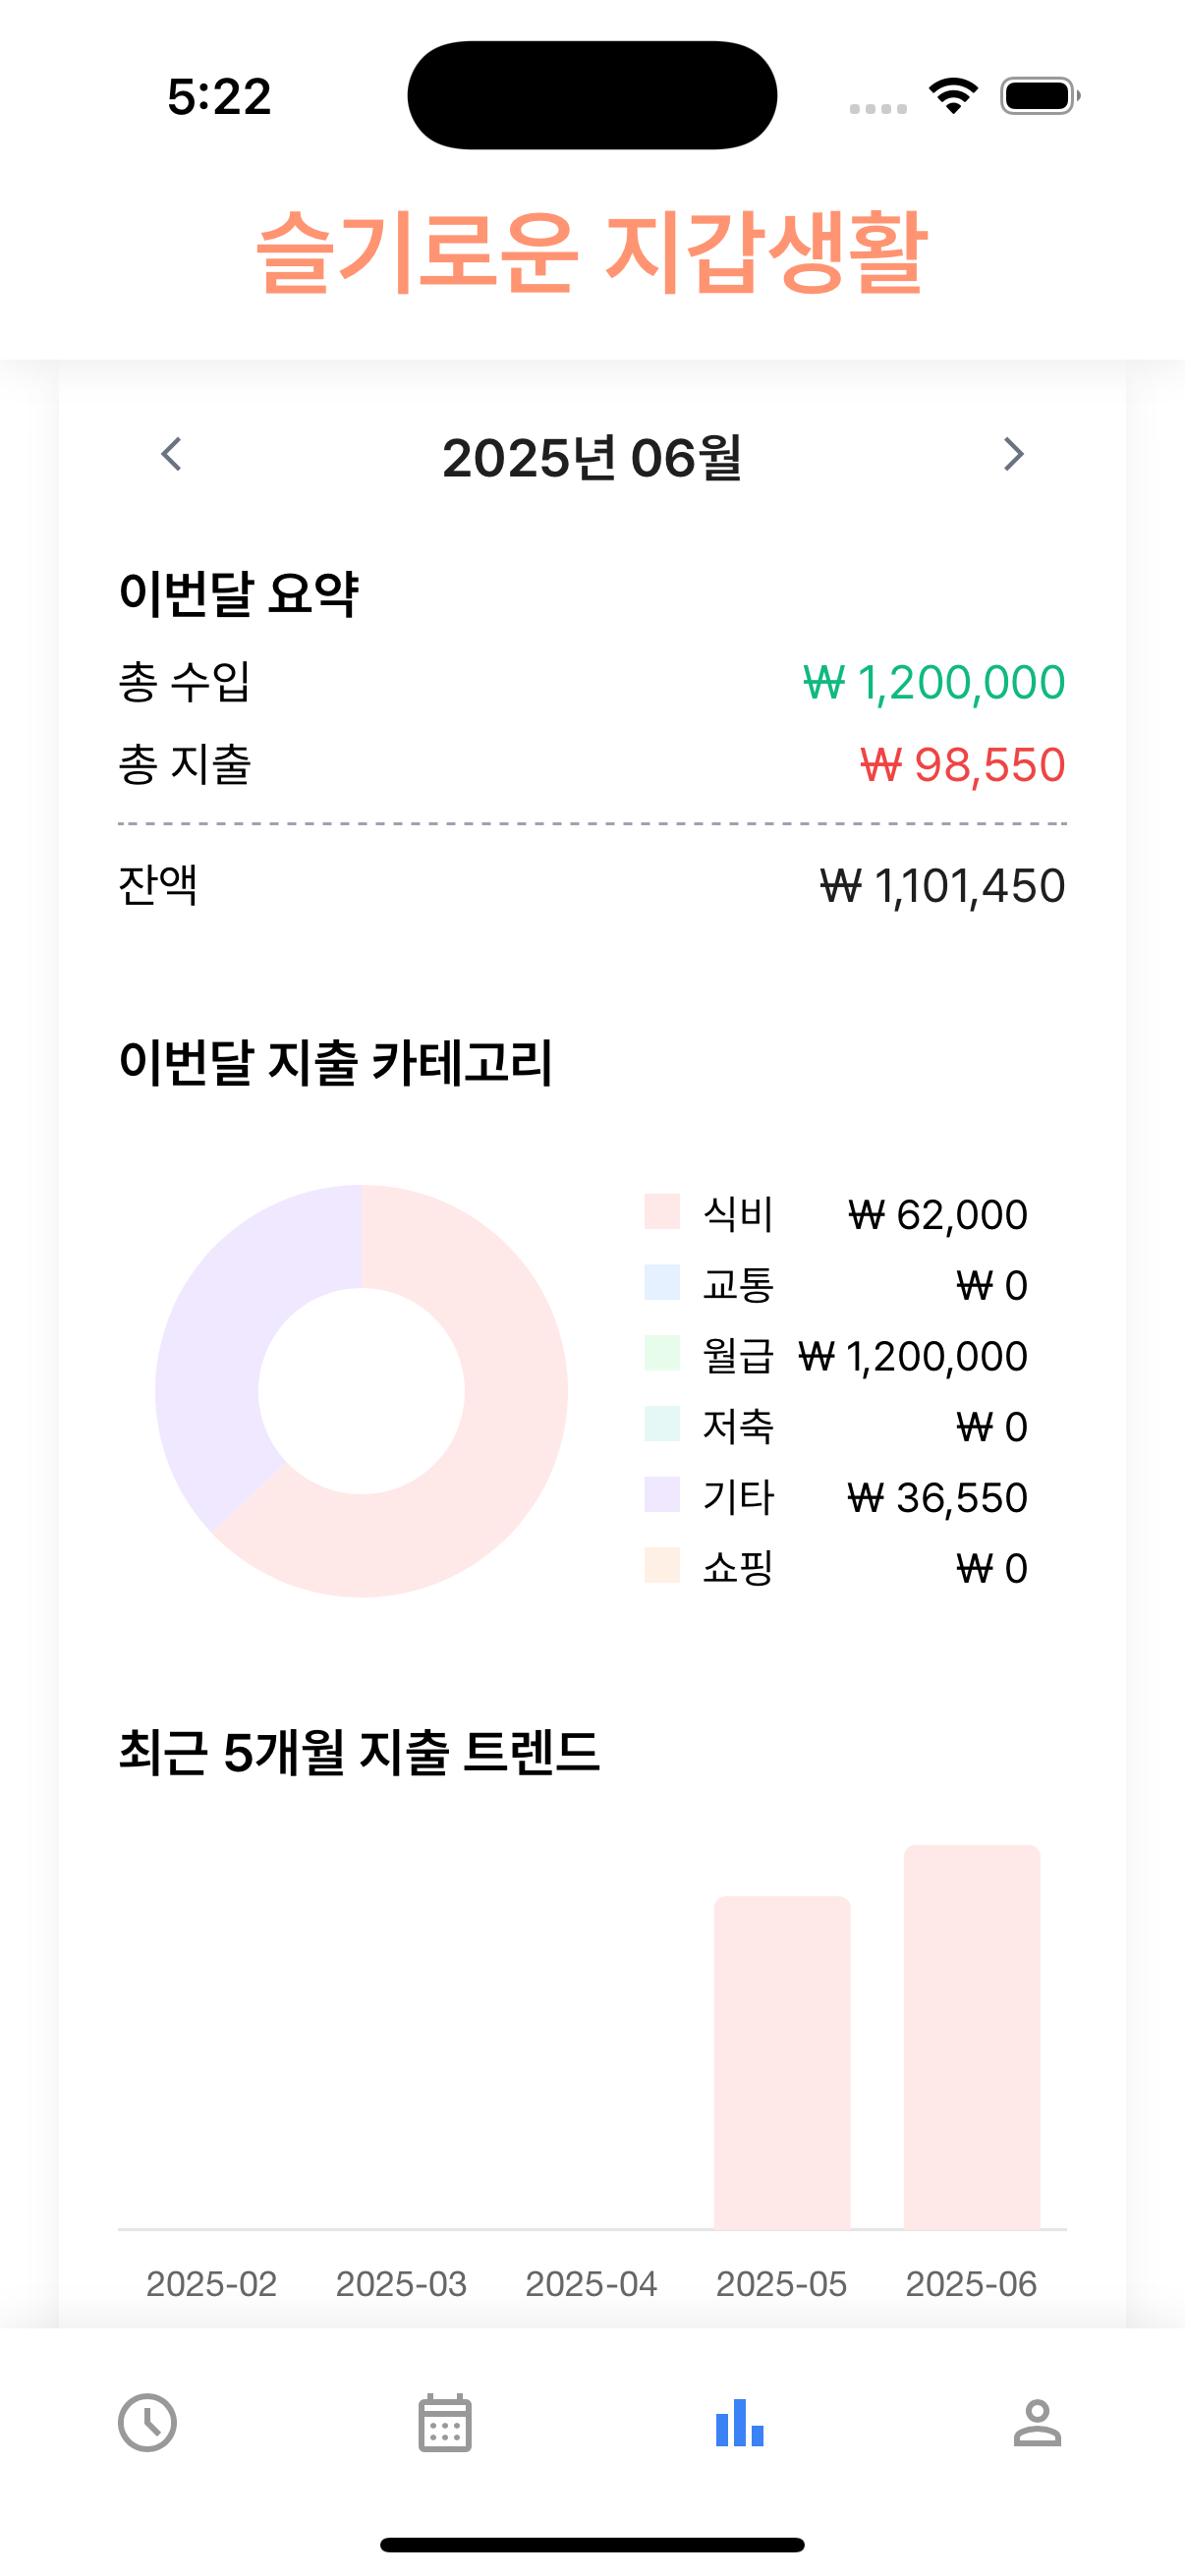 5:22
슬기로운 지갑생활
2025년 06월
이번달 요약
총 수입 ₩ 1,200,000
총 지출 ₩ 98,550
잔액 ₩ 1,101,450
이번달 지출 카테고리
식비 ₩ 62,000
교통 ₩ 0
월급 ₩ 1,200,000
저축 ₩ 0
기타 ₩ 36,550
쇼핑 ₩ 0
최근 5개월 지출 트렌드
2025-02 2025-03 2025-04 2025-05 2025-06